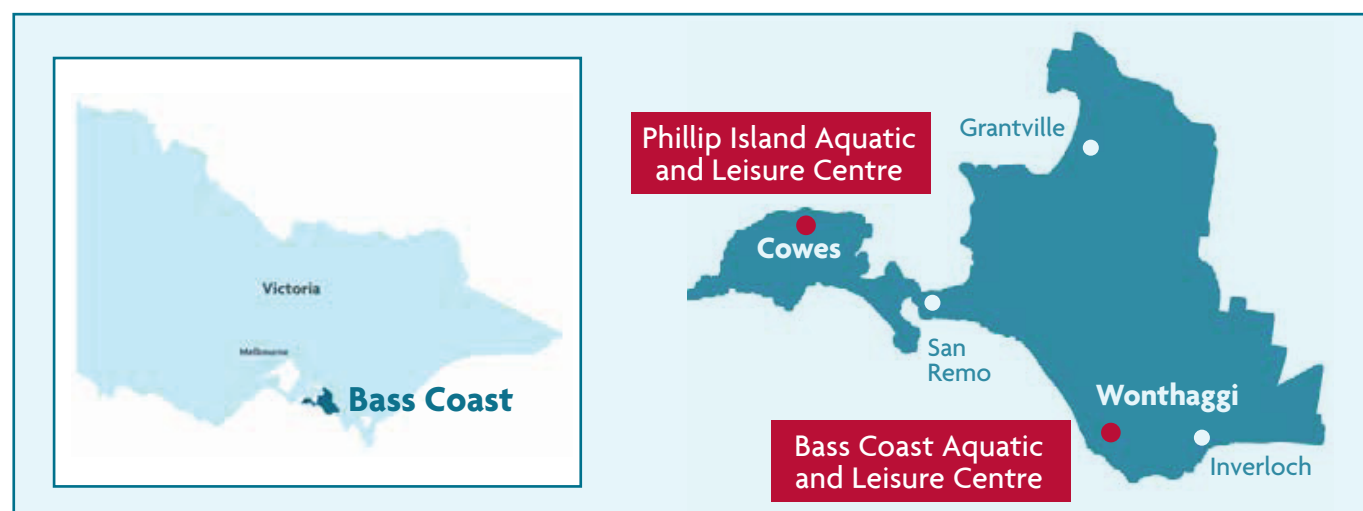 Victoria
Melbourne
Bass Coast
Phillip Island Aquatic
and Leisure Centre
Grantville
Cowes
San
Remo
Wonthaggi
Bass Coast Aquatic
and Leisure Centre
Inverloch